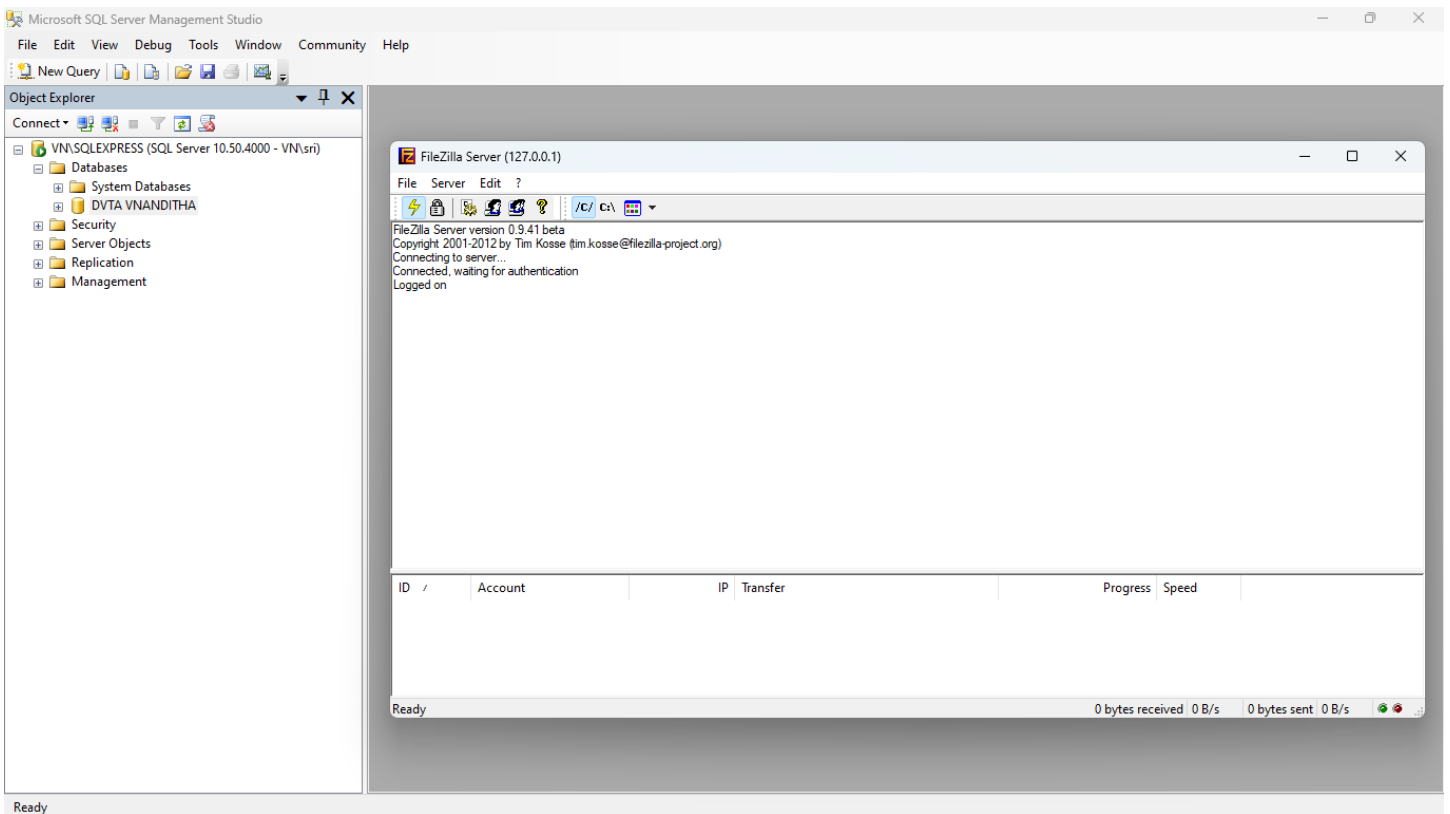 Microsoft SQL Server Management Studio
File Edit View Debug Tools Window Community Help
New Query
Object Explorer
Connect
VN\SQLEXPRESS (SQL Server 10.50.4000 - VN\sri)
Databases
System Databases
DVTA VNANDITHA
Security
Server Objects
Replication
Management
FileZilla Server (127.0.0.1)
File Server Edit ?
/C/ C:\
FileZilla Server version 0.9.41 beta
Copyright 2001-2012 by Tim Kosse (tim.kosse@filezilla-project.org)
Connecting to server...
Connected, waiting for authentication
Logged on
ID / Account IP Transfer Progress Speed
Ready 0 bytes received 0 B/s 0 bytes sent 0 B/s
Ready